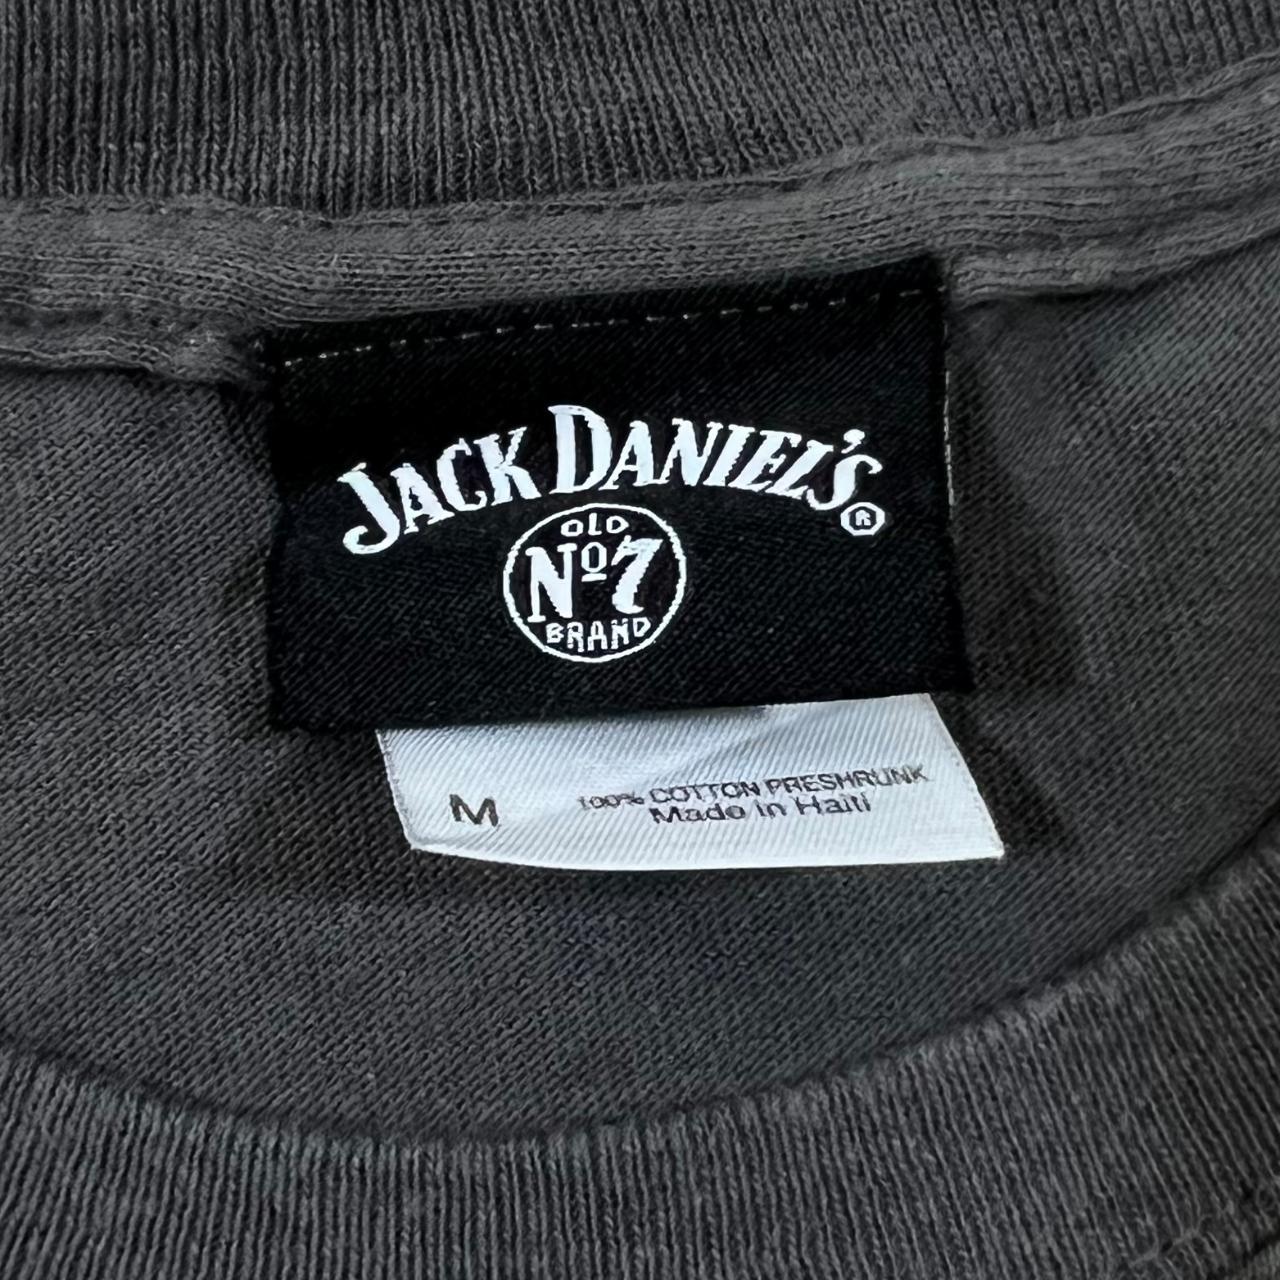 JACK DANIEL'S®
OLD
Nº7
BRAND
M
100% COTTON PRESHRUNK
Made In Haiti